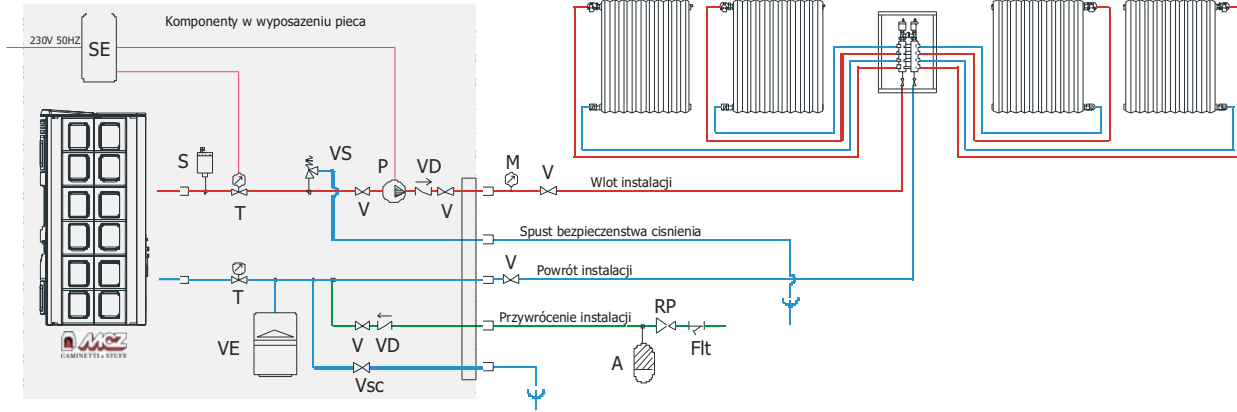 Komponenty w wyposazeniu pieca
230V 50HZ
SE
S
VS
P
VD
M
V
T
V
V
Wlot instalacji
Spust bezpieczenstwa cisnienia
V
Powrót instalacji
T
VE
V
VD
Przywrócenie instalacji
RP
A
Flt
Vsc
MCZ
CAMINETTI e STUFE